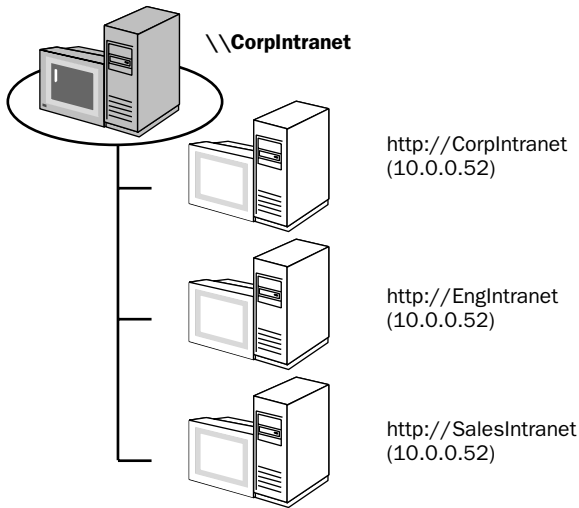 \\CorpIntranet
http://CorpIntranet
(10.0.0.52)
http://EngIntranet
(10.0.0.52)
http://SalesIntranet
(10.0.0.52)